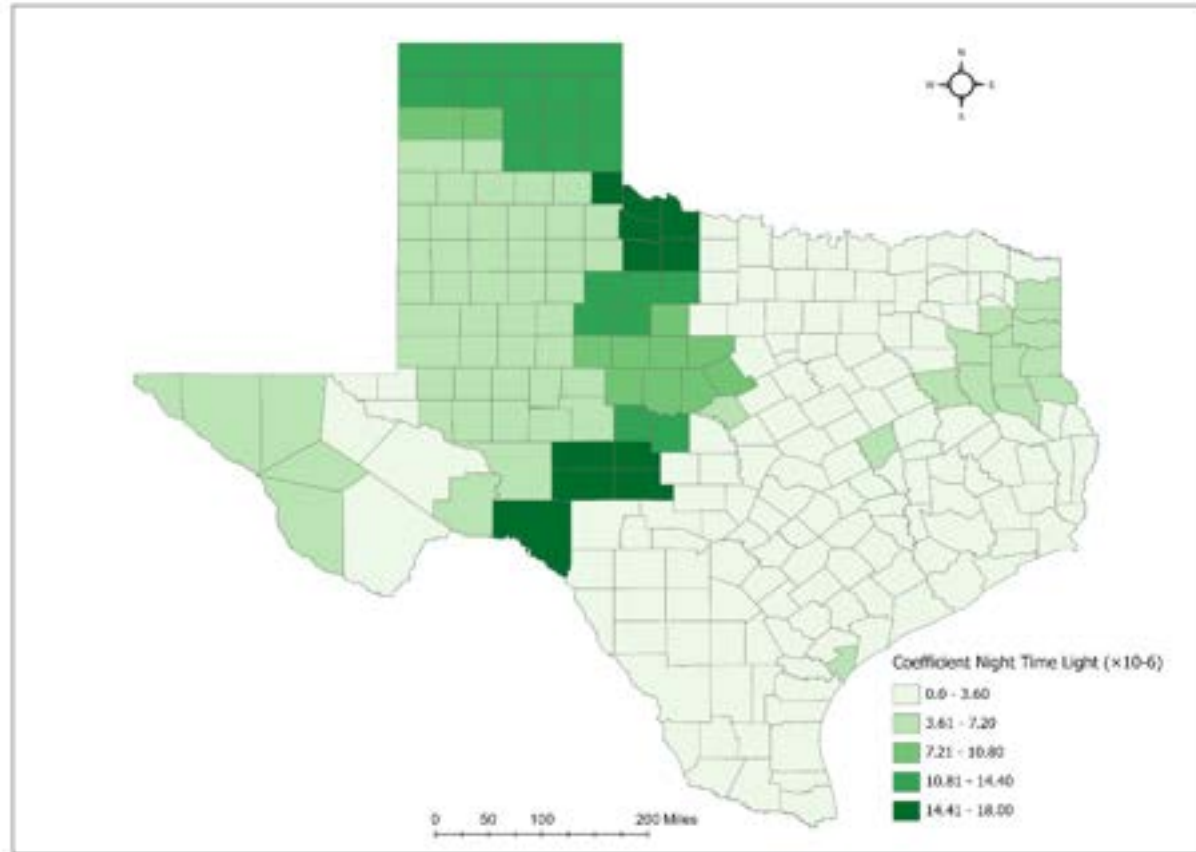 N
W E
S
Coefficient Night Time Light (×10-6)
0.0 - 3.60
3.61 - 7.20
7.21 - 10.80
10.81 - 14.40
14.41 - 18.00
0 50 100 200 Miles